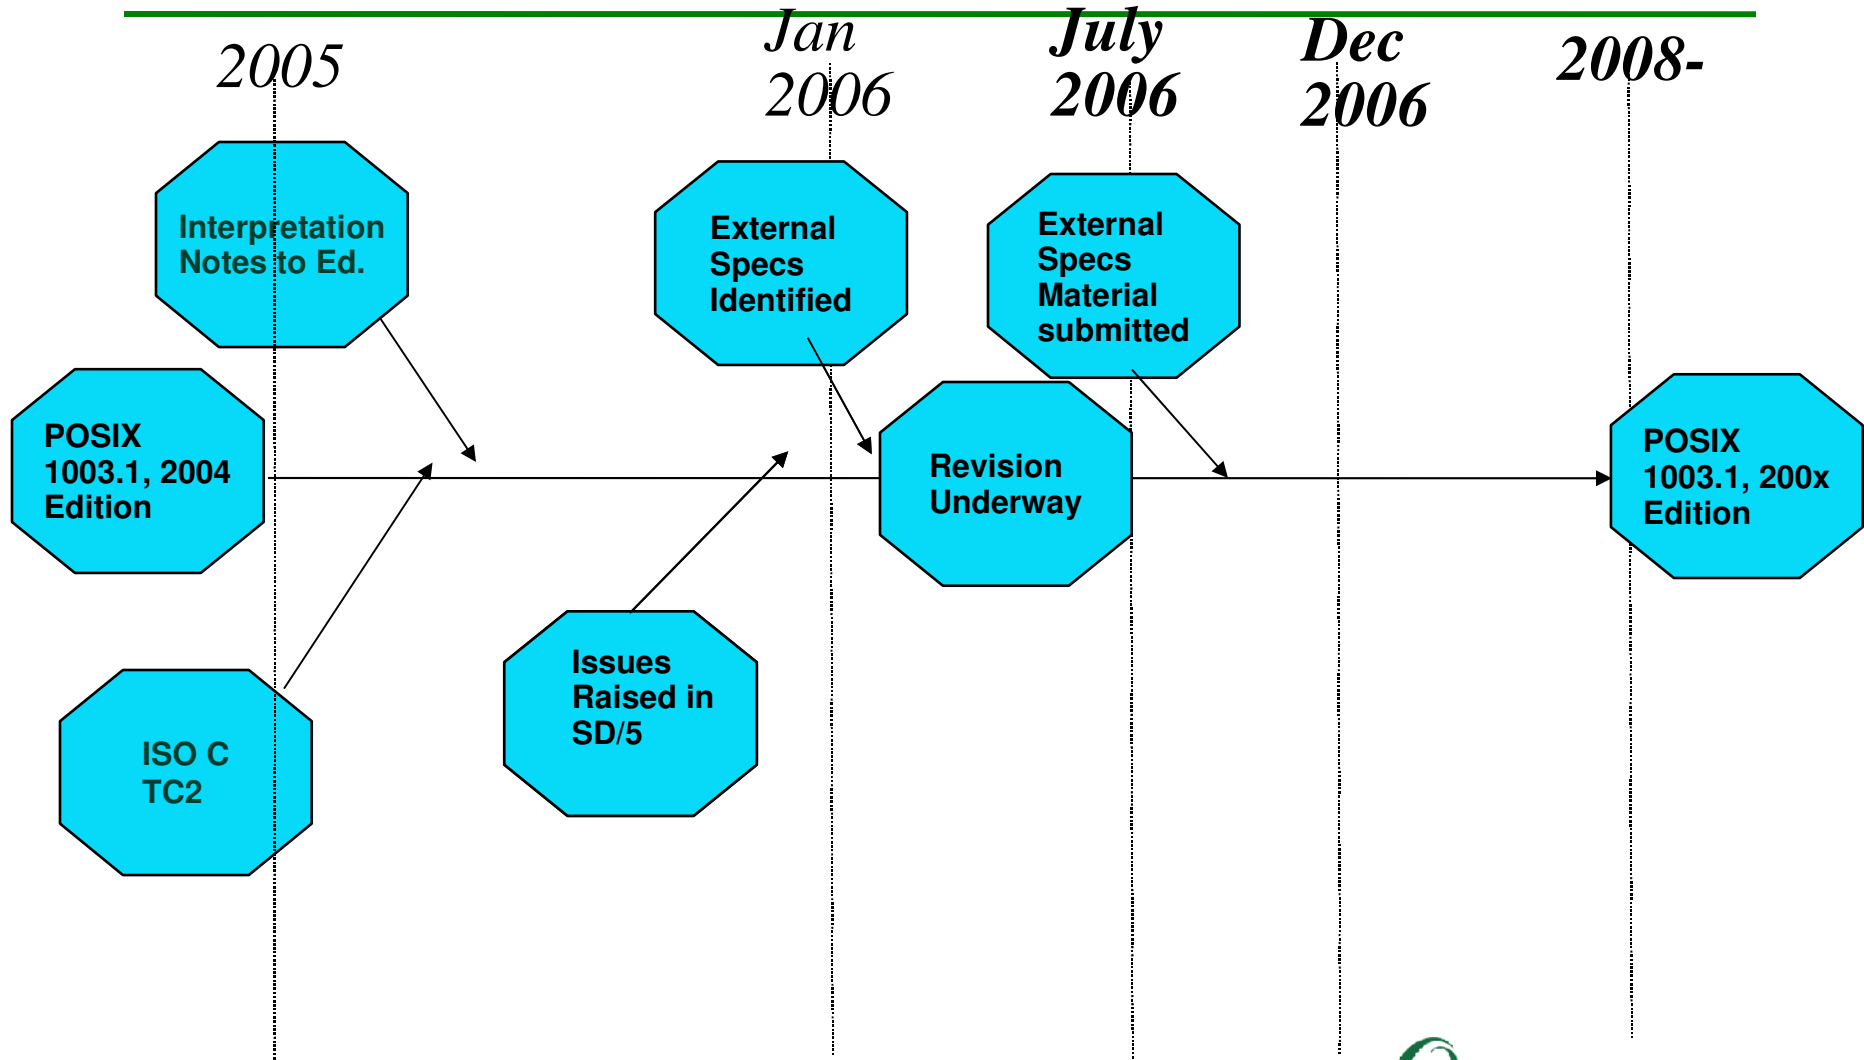 2005
Jan
2006
July
2006
Dec
2006
2008-
Interpretation
Notes to Ed.
External
Specs
Identified
External
Specs
Material
submitted
POSIX
1003.1, 2004
Edition
Revision
Underway
POSIX
1003.1, 200x
Edition
Issues
Raised in
SD/5
ISO C
TC2